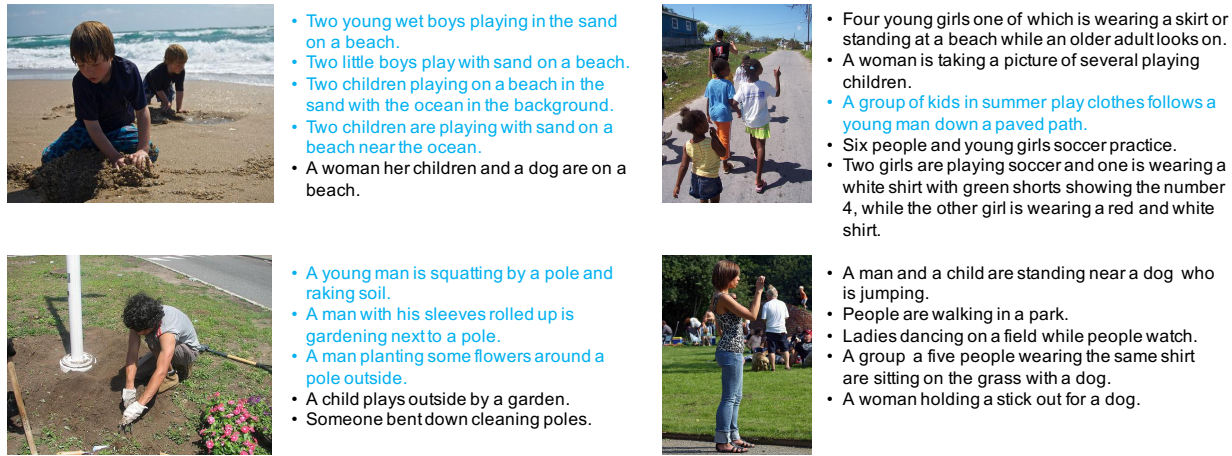 • Two young wet boys playing in the sand
on a beach.
• Two little boys play with sand on a beach.
• Two children playing on a beach in the
sand with the ocean in the background.
• Two children are playing with sand on a
beach near the ocean.
• A woman her children and a dog are on a
beach.
• Four young girls one of which is wearing a skirt or
standing at a beach while an older adult looks on.
• A woman is taking a picture of several playing
children.
• A group of kids in summer play clothes follows a
young man down a paved path.
• Six people and young girls soccer practice.
• Two girls are playing soccer and one is wearing a
white shirt with green shorts showing the number
4, while the other girl is wearing a red and white
shirt.
• A young man is squatting by a pole and
raking soil.
• A man with his sleeves rolled up is
gardening next to a pole.
• A man planting some flowers around a
pole outside.
• A child plays outside by a garden.
• Someone bent down cleaning poles.
• A man and a child are standing near a dog who
is jumping.
• People are walking in a park.
• Ladies dancing on a field while people watch.
• A group a five people wearing the same shirt
are sitting on the grass with a dog.
• A woman holding a stick out for a dog.